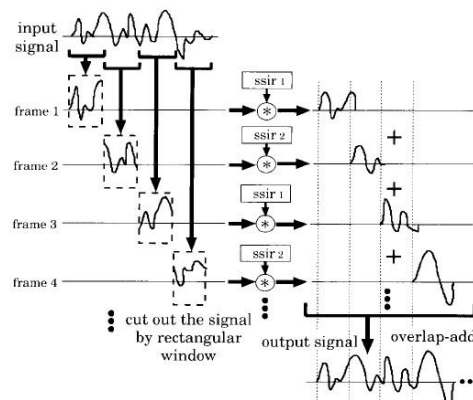 input
signal
ssir 1
frame 1
*
+
ssir 2
frame 2
*
+
ssir 1
frame 3
*
+
ssir 2
frame 4
*
cut out the signal
by rectangular
window
output signal
overlap-add